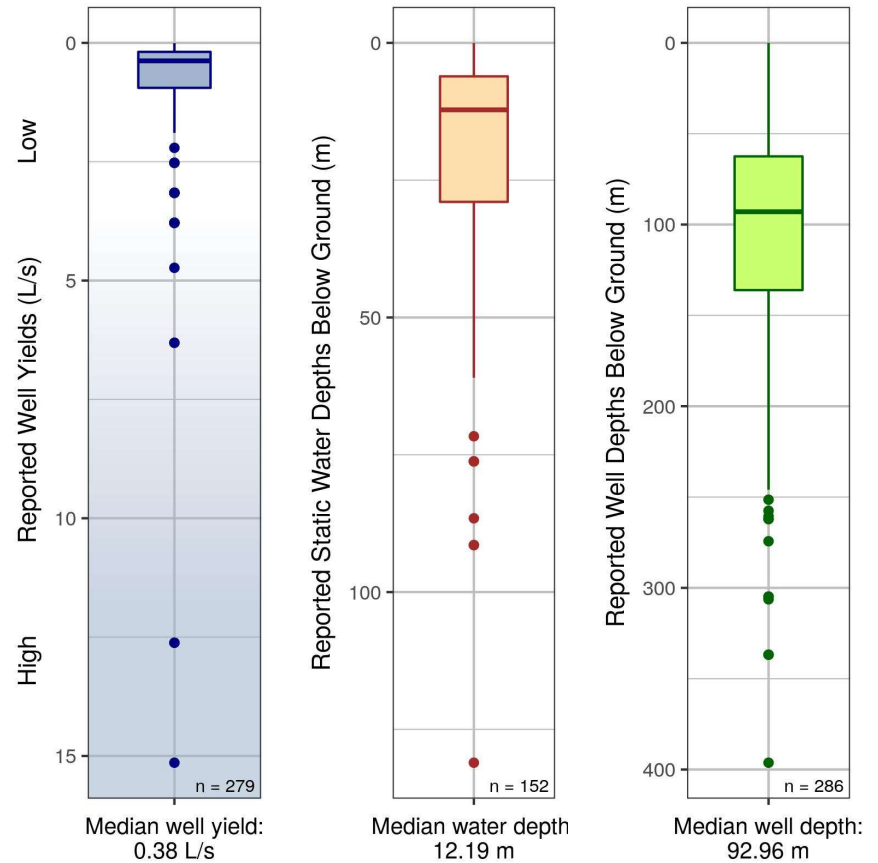 Reported Well Yields (L/s)
Low
High
0
5
10
15
n = 279
Median well yield:
0.38 L/s
Reported Static Water Depths Below Ground (m)
0
50
100
n = 152
Median water depth
12.19 m
Reported Well Depths Below Ground (m)
0
100
200
300
400
n = 286
Median well depth:
92.96 m